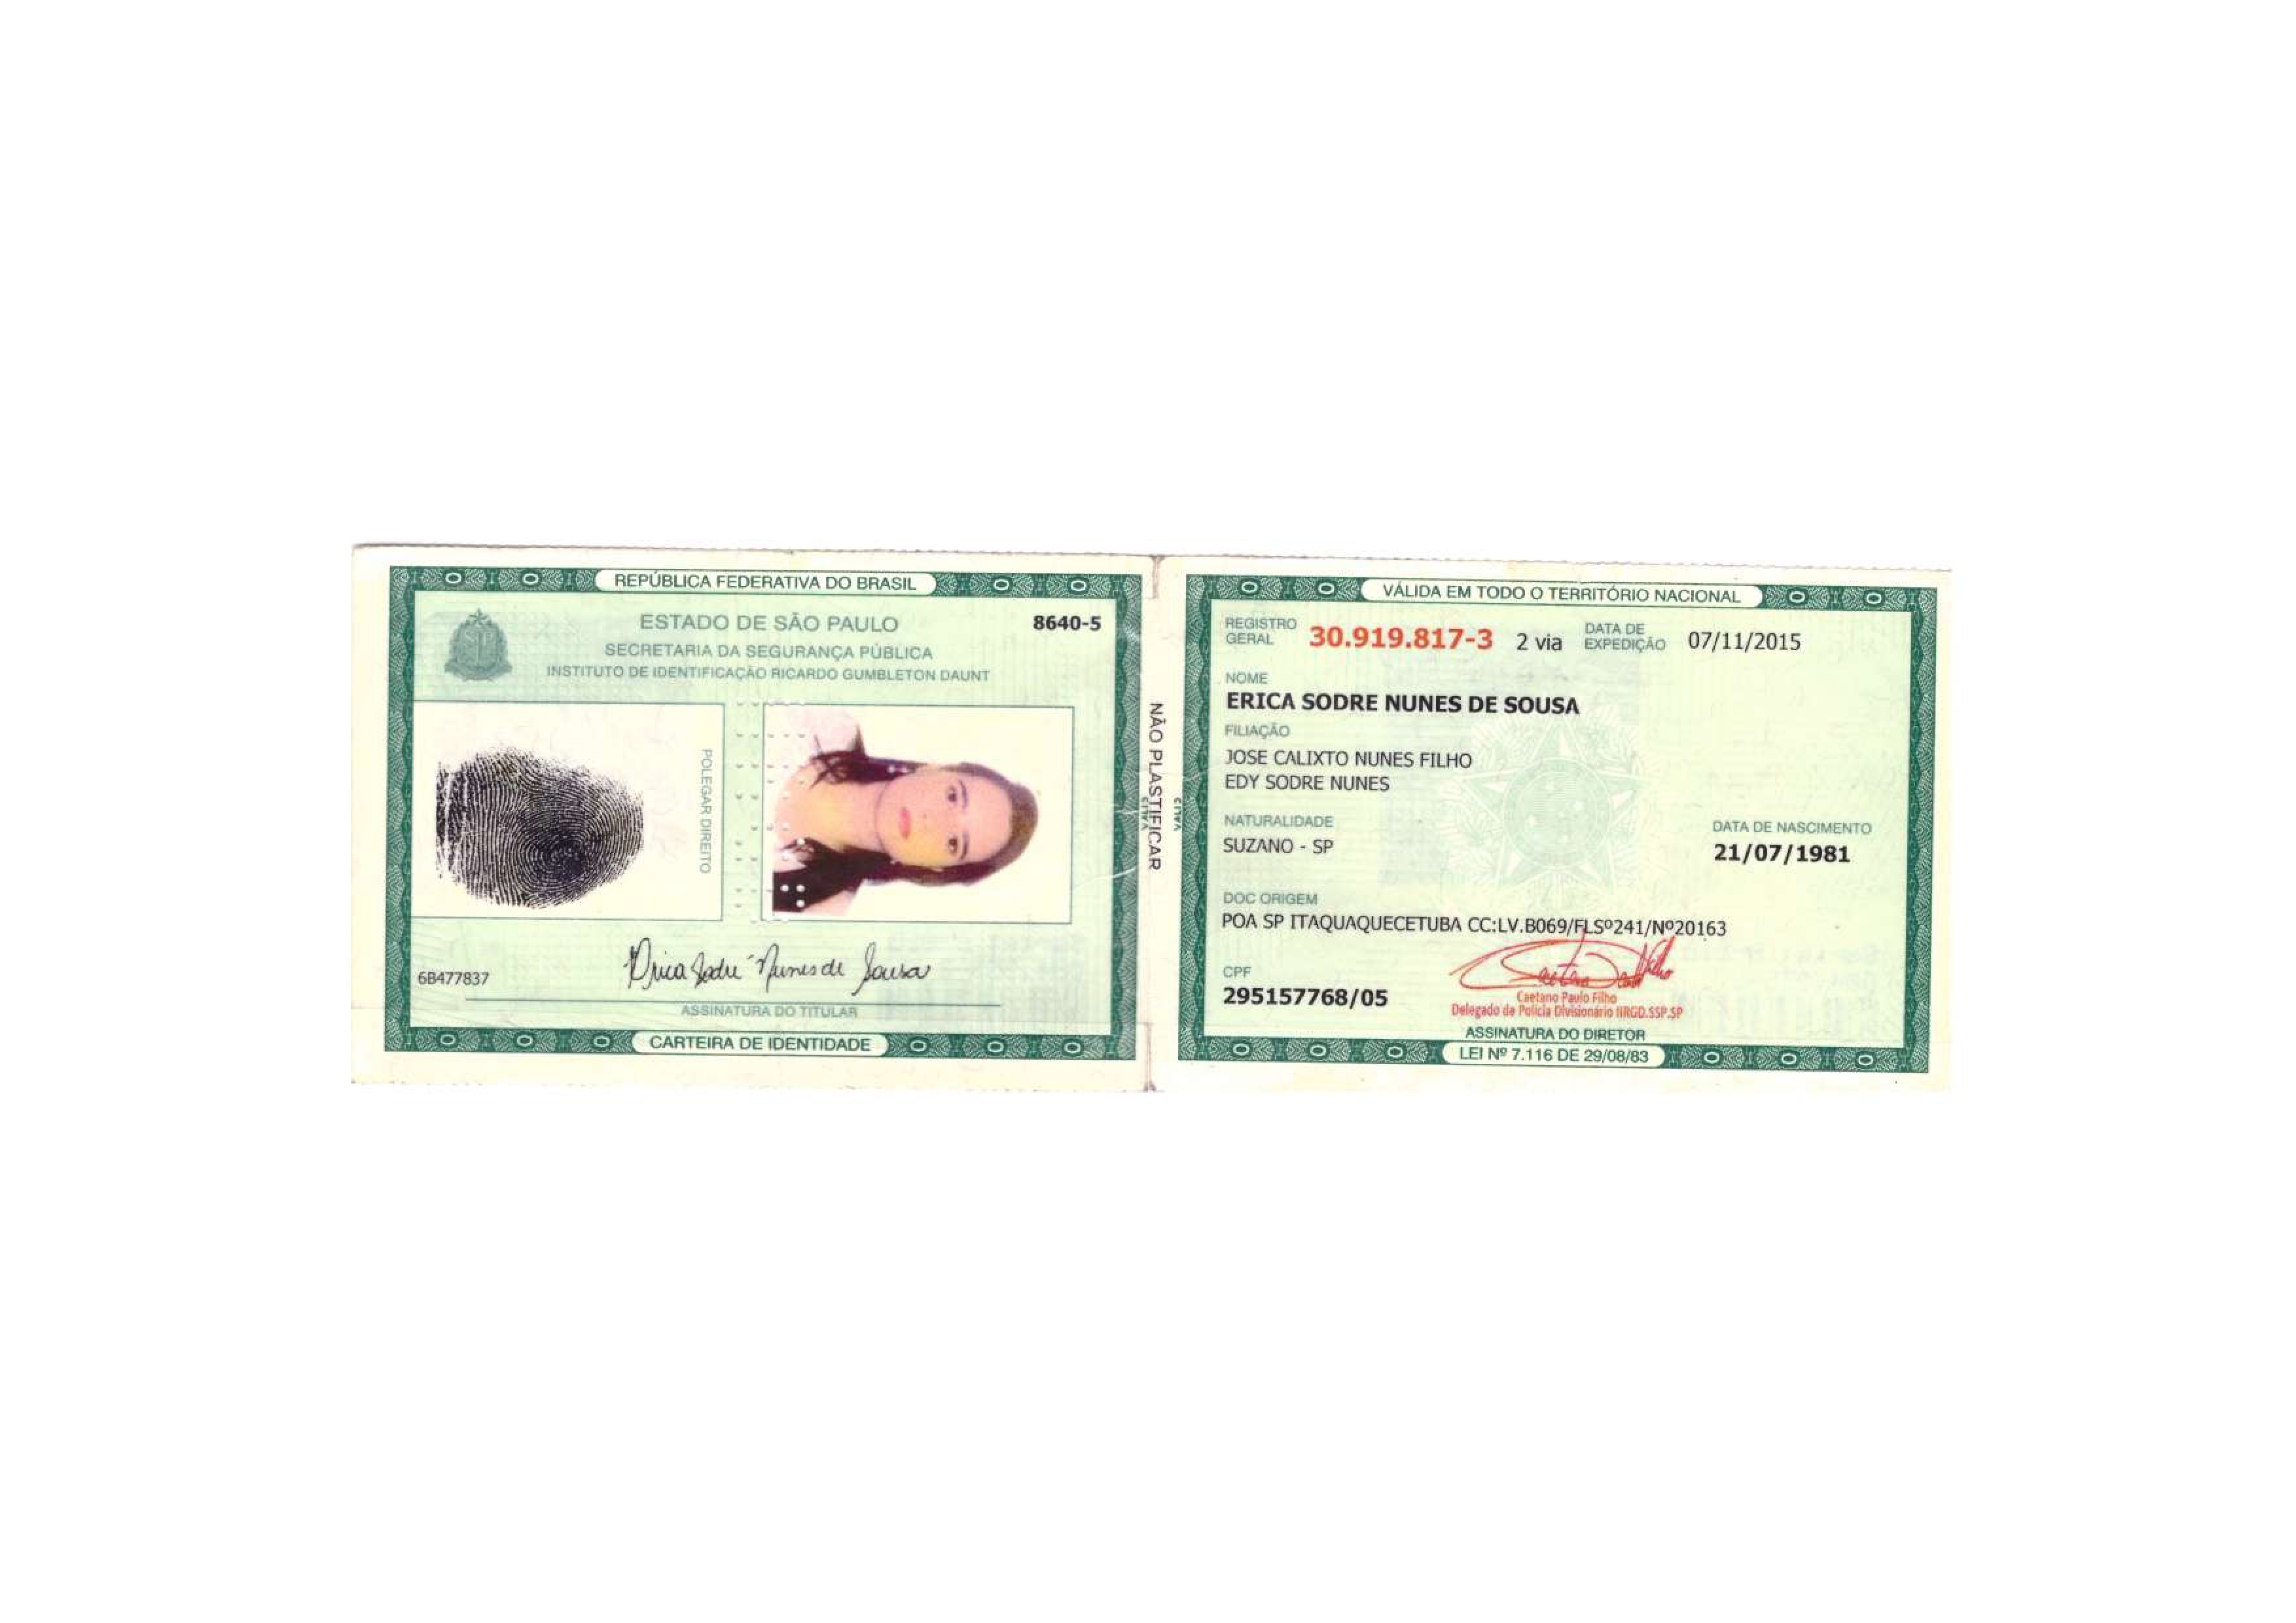 REPÚBLICA FEDERATIVA DO BRASIL
ESTADO DE SÃO PAULO
8640-5
SECRETARIA DA SEGURANÇA PÚBLICA
INSTITUTO DE IDENTIFICAÇÃO RICARDO GUMBLETON DAUNT
POLEGAR DIREITO
6B477837
Erica Sodré Nunes de Sousa
ASSINATURA DO TITULAR
CARTEIRA DE IDENTIDADE
NÃO PLASTIFICAR
VÁLIDA EM TODO O TERRITÓRIO NACIONAL
REGISTRO GERAL 30.919.817-3 2 via DATA DE EXPEDIÇÃO 07/11/2015
NOME
ERICA SODRE NUNES DE SOUSA
FILIAÇÃO
JOSE CALIXTO NUNES FILHO
EDY SODRE NUNES
NATURALIDADE
SUZANO - SP
DATA DE NASCIMENTO
21/07/1981
DOC ORIGEM
POA SP ITAQUAQUECETUBA CC:LV.B069/FLSº241/Nº20163
CPF
295157768/05
Caetano Paulo Filho
Delegado de Polícia Divisionário IIRGD.SSP.SP
ASSINATURA DO DIRETOR
LEI Nº 7.116 DE 29/08/83